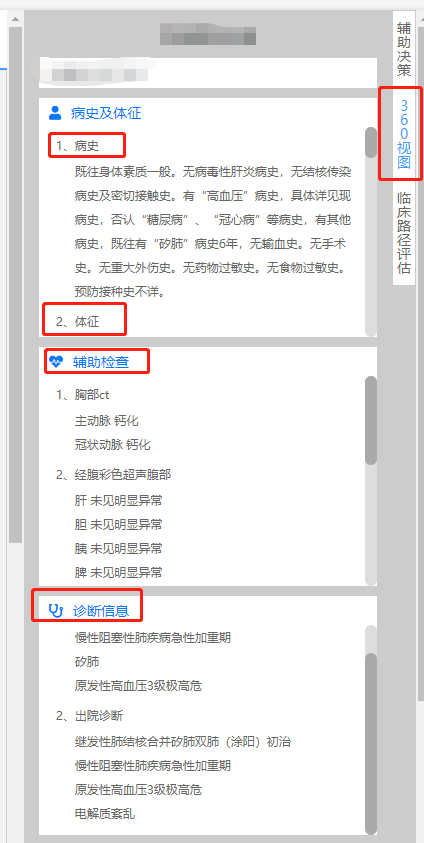 病史及体征
1、病史
既往身体素质一般。无病毒性肝炎病史，无结核传染
病史及密切接触史。有“高血压”病史，具体详见现
病史，否认“糖尿病”、“冠心病”等病史，有其他
病史，既往有“矽肺”病史6年，无输血史。无手术
史。无重大外伤史。无药物过敏史。无食物过敏史。
预防接种史不详。
2、体征
辅助检查
1、胸部ct
主动脉 钙化
冠状动脉 钙化
2、经腹彩色超声腹部
肝 未见明显异常
胆 未见明显异常
胰 未见明显异常
脾 未见明显异常
诊断信息
慢性阻塞性肺疾病急性加重期
矽肺
原发性高血压3级极高危
2、出院诊断
继发性肺结核合并矽肺双肺（涂阳）初治
慢性阻塞性肺疾病急性加重期
原发性高血压3级极高危
电解质紊乱
辅助决策
360视图
临床路径评估